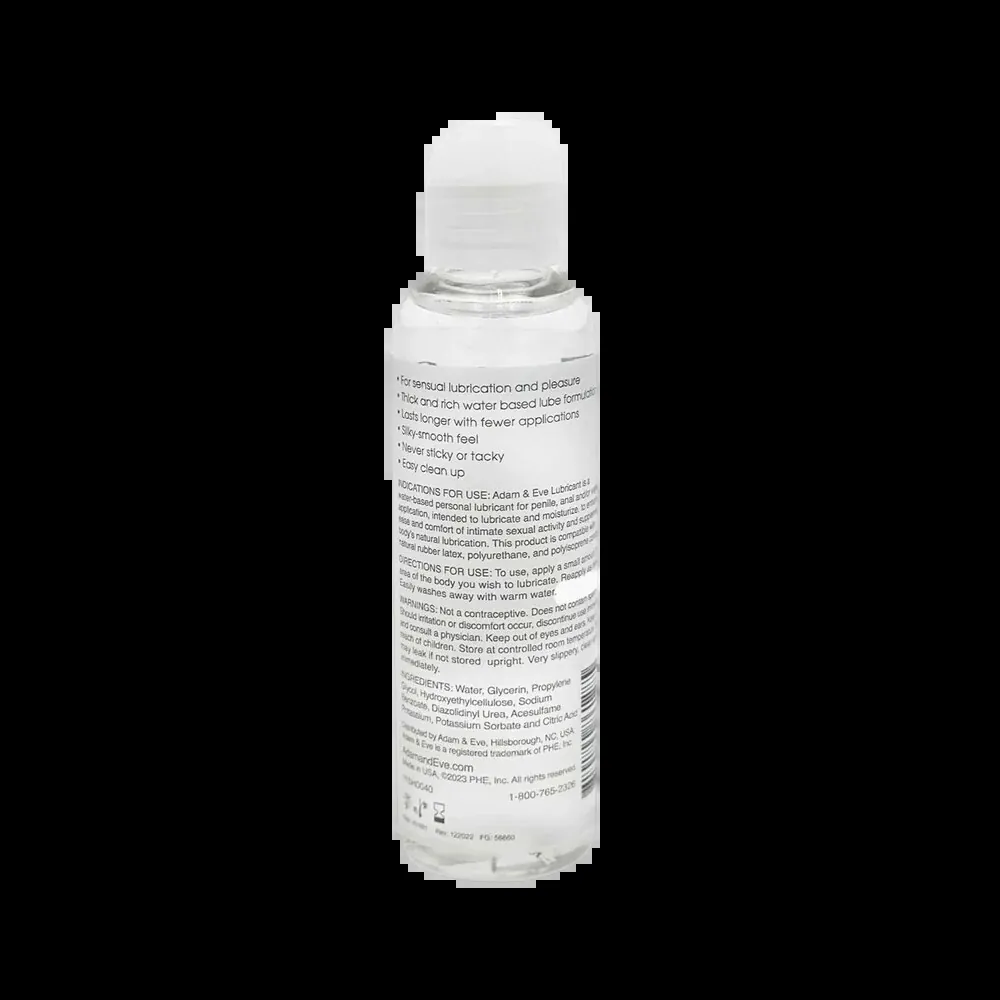 • For sensual lubrication and pleasure
• Thick and rich water based lube formulation
• Lasts longer with fewer applications
• Silky-smooth feel
• Never sticky or tacky
• Easy clean up
INDICATIONS FOR USE: Adam & Eve Lubricant is a
water-based personal lubricant for penile, anal and/or
application, intended to lubricate and moisturize, to
ease and comfort of intimate sexual activity and
body's natural lubrication. This product is compatible with
natural rubber latex, polyurethane, and polyisoprene
DIRECTIONS FOR USE: To use, apply a small
area of the body you wish to lubricate. Reapply
Easily washes away with warm water.
WARNINGS: Not a contraceptive. Does not contain
Should irritation or discomfort occur, discontinue use
and consult a physician. Keep out of eyes and ears. Keep
reach of children. Store at controlled room temperature.
may leak if not stored upright. Very slippery,
immediately.
INGREDIENTS: Water, Glycerin, Propylene
Glycol, Hydroxyethylcellulose, Sodium
Benzoate, Diazolidinyl Urea, Acesulfame
Potassium, Potassium Sorbate and Citric Acid
Distributed by Adam & Eve, Hillsborough, NC, USA
Adam & Eve is a registered trademark of PHE, Inc.
AdamandEve.com
Made in USA, ©2023 PHE, Inc. All rights reserved.
1-800-765-2326
Rev: 122022 FG: 56660